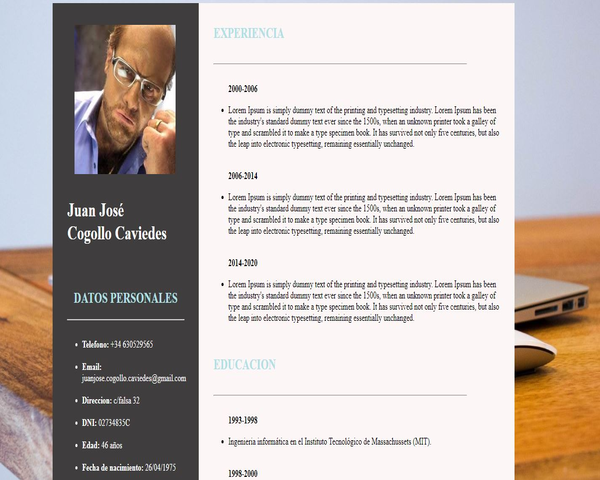 Juan José
Cogollo Caviedes
DATOS PERSONALES
• Telefono: +34 630529565
• Email:
juanjose.cogollo.caviedes@gmail.com
• Direccion: c/falsa 32
• DNI: 02734835C
• Edad: 46 años
• Fecha de nacimiento: 26/04/1975
EXPERIENCIA
2000-2006
• Lorem Ipsum is simply dummy text of the printing and typesetting industry. Lorem Ipsum has been
the industry's standard dummy text ever since the 1500s, when an unknown printer took a galley of
type and scrambled it to make a type specimen book. It has survived not only five centuries, but also
the leap into electronic typesetting, remaining essentially unchanged.
2006-2014
• Lorem Ipsum is simply dummy text of the printing and typesetting industry. Lorem Ipsum has been
the industry's standard dummy text ever since the 1500s, when an unknown printer took a galley of
type and scrambled it to make a type specimen book. It has survived not only five centuries, but also
the leap into electronic typesetting, remaining essentially unchanged.
2014-2020
• Lorem Ipsum is simply dummy text of the printing and typesetting industry. Lorem Ipsum has been
the industry's standard dummy text ever since the 1500s, when an unknown printer took a galley of
type and scrambled it to make a type specimen book. It has survived not only five centuries, but also
the leap into electronic typesetting, remaining essentially unchanged.
EDUCACION
1993-1998
• Ingenieria informática en el Instituto Tecnológico de Massachussets (MIT).
1998-2000